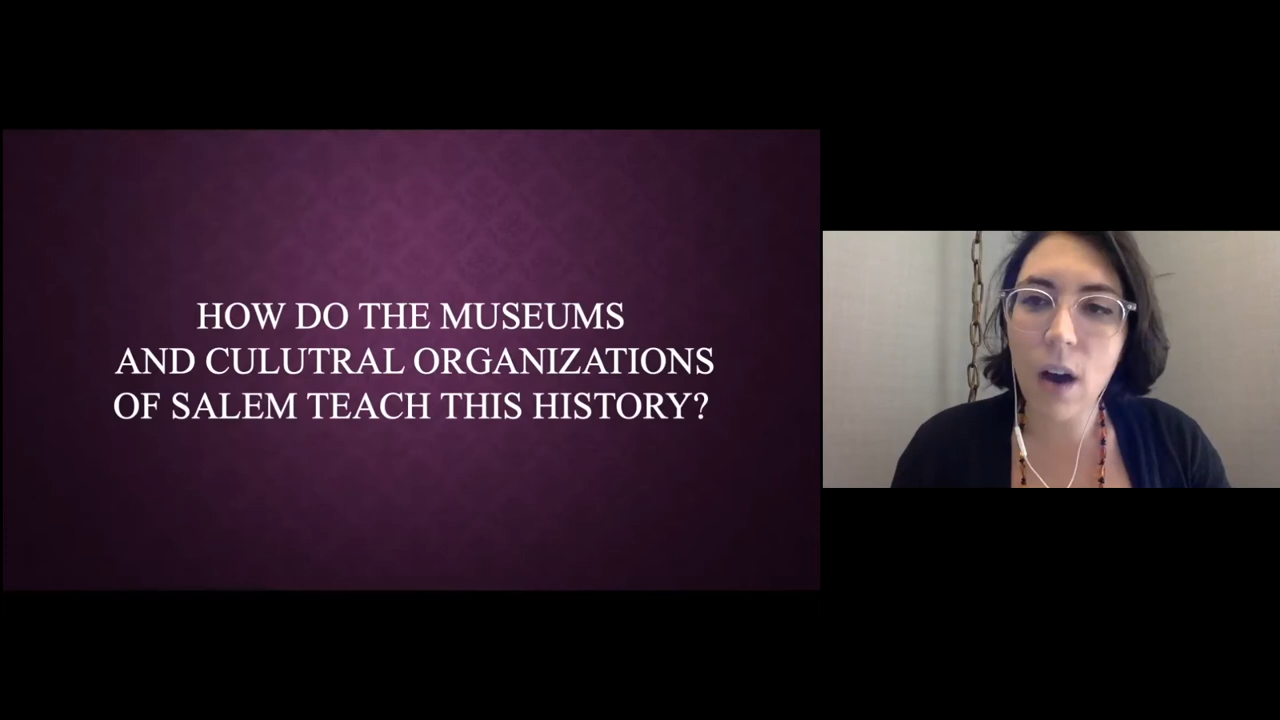 HOW DO THE MUSEUMS
AND CULUTRAL ORGANIZATIONS
OF SALEM TEACH THIS HISTORY?